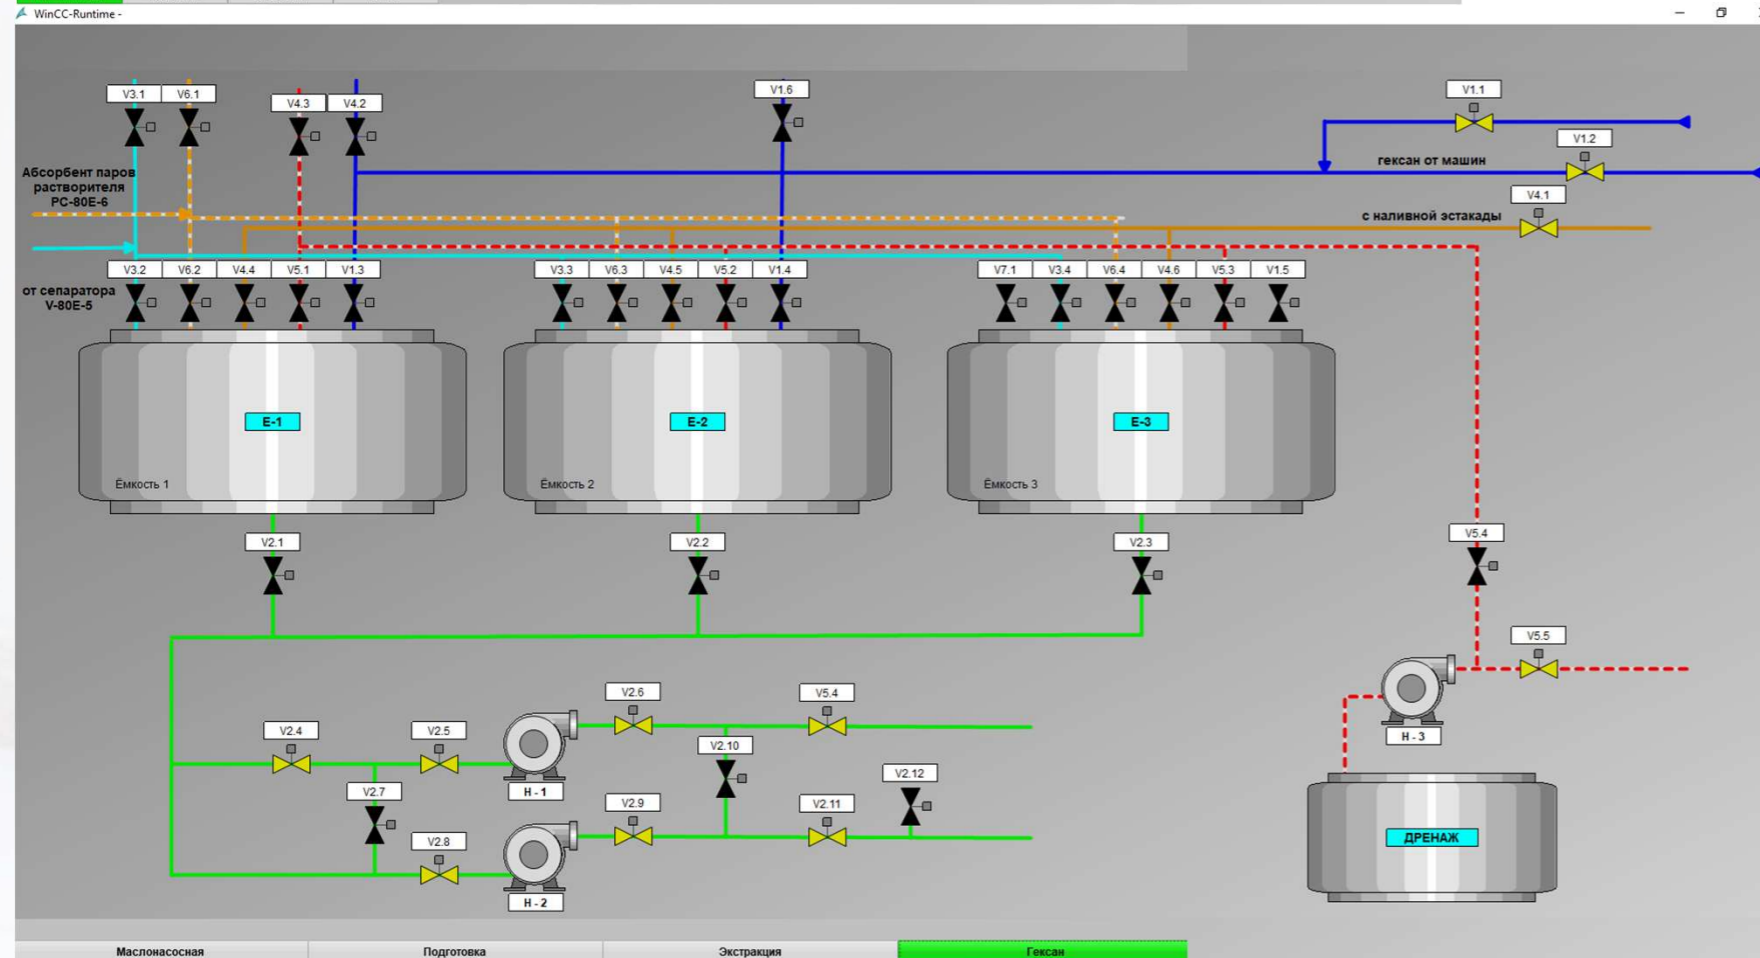 WinCC-Runtime -
V3.1 V6.1 V4.3 V4.2 V1.6 V1.1
V1.2
гексан от машин
Абсорбент паров
растворителя
РС-80Е-6
V4.1
с наливной эстакады
V3.2 V6.2 V4.4 V5.1 V1.3 V3.3 V6.3 V4.5 V5.2 V1.4 V7.1 V3.4 V6.4 V4.6 V5.3 V1.5
от сепаратора
V-80E-5
E-1 E-2 E-3
Ёмкость 1 Ёмкость 2 Ёмкость 3
V2.1 V2.2 V2.3 V5.4
V5.5
V2.6 V5.4
V2.4 V2.5 V2.10
Н - 3
V2.12
V2.7 Н - 1
V2.9 V2.11
V2.8 ДРЕНАЖ
Н - 2
Маслонасосная Подготовка Экстракция Гексан